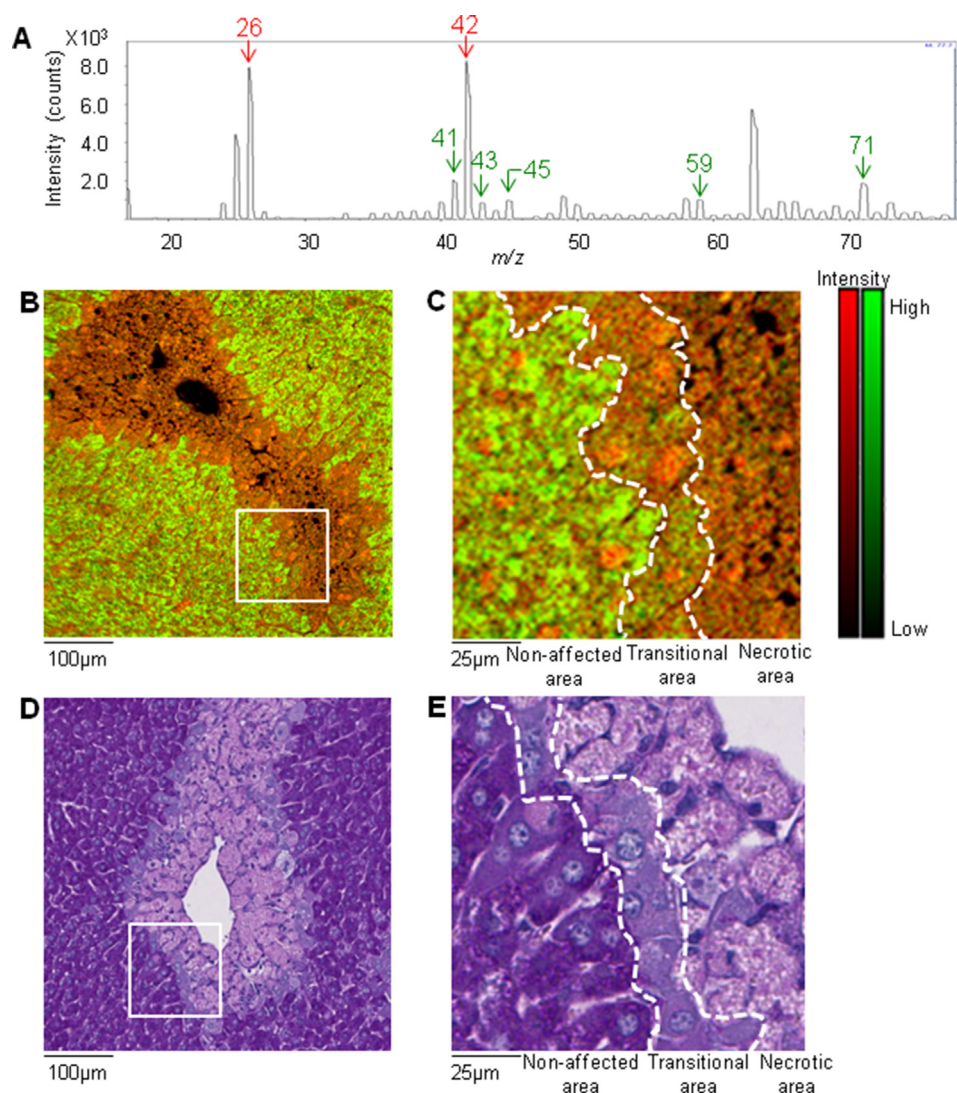 A
X10³
Intensity (counts)
8.0
6.0
4.0
2.0
26
42
41
43
45
59
71
20
30
40
50
60
70
m/z
B
C
Intensity
High
Low
100μm
25μm
Non-affected area
Transitional area
Necrotic area
D
E
100μm
25μm
Non-affected area
Transitional area
Necrotic area